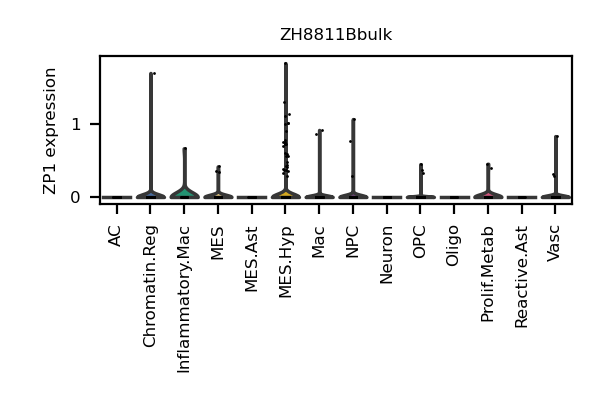 ZH8811Bbulk
ZP1 expression
1
0
AC
Chromatin.Reg
Inflammatory.Mac
MES
MES.Ast
MES.Hyp
Mac
NPC
Neuron
OPC
Oligo
Prolif.Metab
Reactive.Ast
Vasc